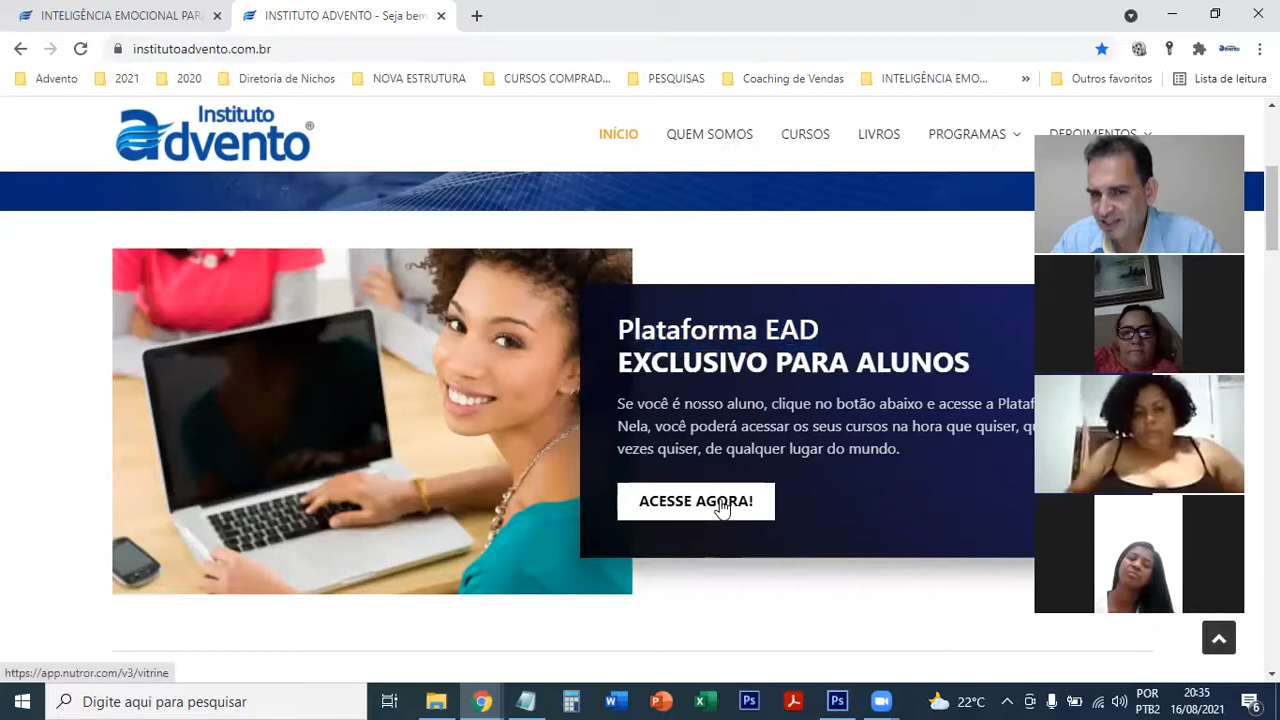 INTELIGÊNCIA EMOCIONAL PAR
INSTITUTO ADVENTO - Seja bem
institutoadvento.com.br
Advento
2021
2020
Diretoria de Nichos
NOVA ESTRUTURA
CURSOS COMPRAD...
PESQUISAS
Coaching de Vendas
INTELIGÊNCIA EMO...
»
Outros favoritos
Lista de leitura
Instituto
advento®
INÍCIO
QUEM SOMOS
CURSOS
LIVROS
PROGRAMAS
DEPOIMENTOS
Plataforma EAD
EXCLUSIVO PARA ALUNOS
Se você é nosso aluno, clique no botão abaixo e acesse a Plataf
Nela, você poderá acessar os seus cursos na hora que quiser, qu
vezes quiser, de qualquer lugar do mundo.
ACESSE AGORA!
https://app.nutror.com/v3/vitrine
Digite aqui para pesquisar
22°C
POR
PTB2
20:35
16/08/2021
6